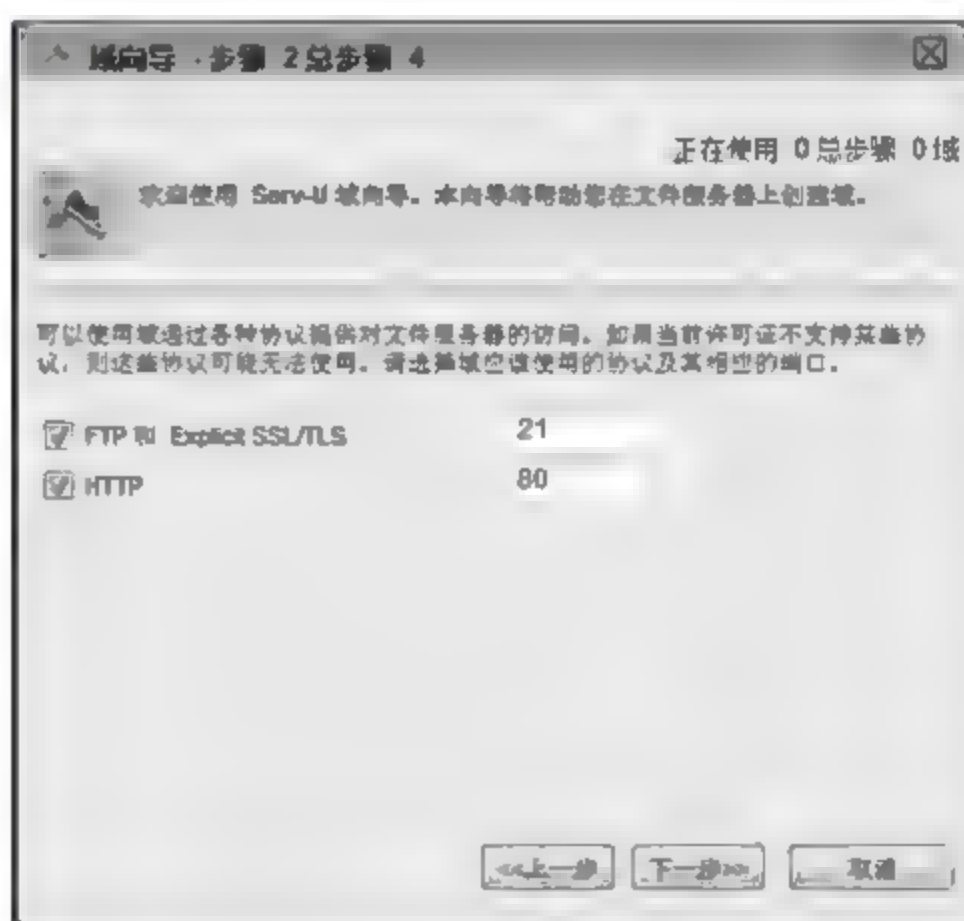 域向导 - 步骤 2总步骤 4
正在使用 0总步骤 0域
欢迎使用 Serv-U 域向导。本向导将帮助您在文件服务器上创建域。
可以使用域通过各种协议提供对文件服务器的访问。如果当前许可证不支持某些协
议，则这些协议可能无法使用。请选择域应该使用的协议及其相应的端口。
FTP 和 Explicit SSL/TLS 21
HTTP 80
<<上一步 下一步>> 取消